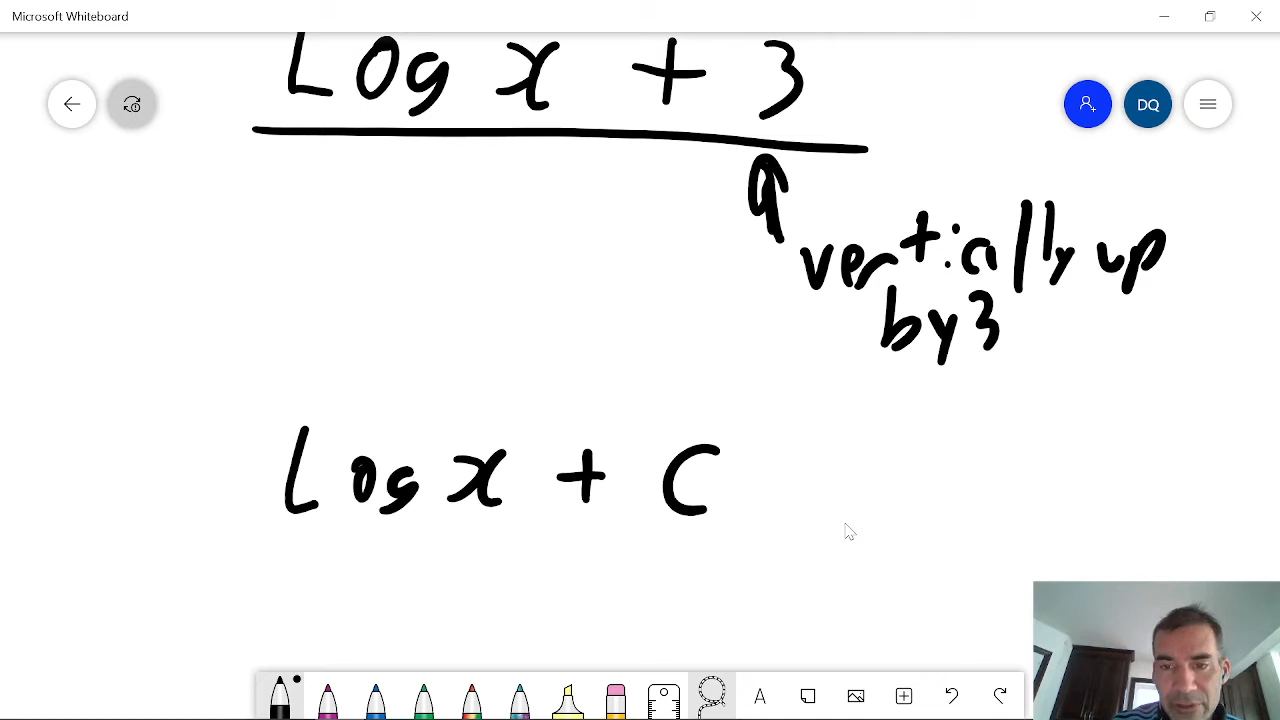 Microsoft Whiteboard
Log x + 3
DQ
vertically up
by 3
Log x + C
A